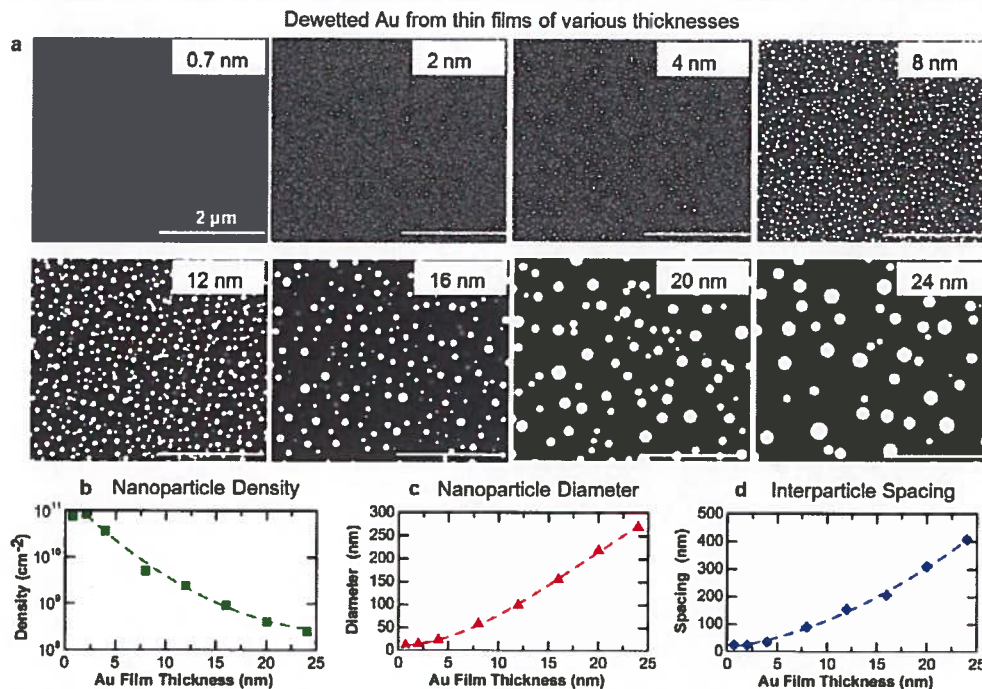 Dewetted Au from thin films of various thicknesses
a
0.7 nm
2 nm
4 nm
8 nm
2 μm
12 nm
16 nm
20 nm
24 nm
b Nanoparticle Density
c Nanoparticle Diameter
d Interparticle Spacing
Density (cm⁻²)
10¹¹
10¹⁰
10⁹
10⁸
0 5 10 15 20 25
Au Film Thickness (nm)
Diameter (nm)
300
250
200
150
100
50
0
0 5 10 15 20 25
Au Film Thickness (nm)
Spacing (nm)
500
400
300
200
100
0
0 5 10 15 20 25
Au Film Thickness (nm)